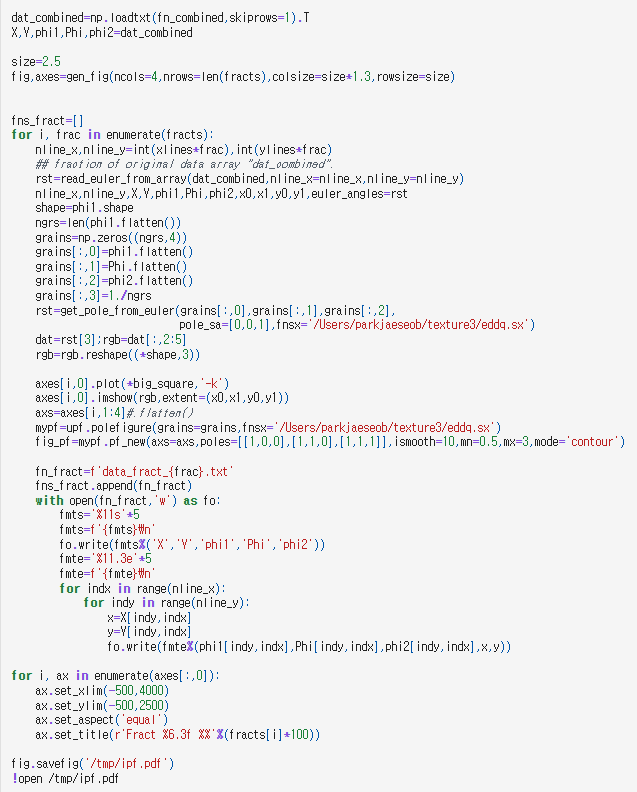 dat_combined=np.loadtxt(fn_combined,skiprows=1).T
X,Y,phi1,Phi,phi2=dat_combined
size=2.5
fig,axes=gen_fig(ncols=4,nrows=len(fracts),colsize=size*1.3,rowsize=size)
fns_fract=[]
for i, frac in enumerate(fracts):
    nline_x,nline_y=int(xlines*frac),int(ylines*frac)
    ## fraction of original data array "dat_combined".
    rst=read_euler_from_array(dat_combined,nline_x=nline_x,nline_y=nline_y)
    nline_x,nline_y,X,Y,phi1,Phi,phi2,x0,x1,y0,y1,euler_angles=rst
    shape=phi1.shape
    ngrs=len(phi1.flatten())
    grains=np.zeros((ngrs,4))
    grains[:,0]=phi1.flatten()
    grains[:,1]=Phi.flatten()
    grains[:,2]=phi2.flatten()
    grains[:,3]=1./ngrs
    rst=get_pole_from_euler(grains[:,0],grains[:,1],grains[:,2],
                            pole_sa=[0,0,1],fnsx='/Users/parkjaeseob/texture3/eddq.sx')
    dat=rst[3];rgb=dat[:,2:5]
    rgb=rgb.reshape((*shape,3))
    axes[i,0].plot(*big_square,'-k')
    axes[i,0].imshow(rgb,extent=(x0,x1,y0,y1))
    axs=axes[i,1:4]#.flatten()
    mypf=upf.polefigure(grains=grains,fnsx='/Users/parkjaeseob/texture3/eddq.sx')
    fig_pf=mypf.pf_new(axs=axs,poles=[[1,0,0],[1,1,0],[1,1,1]],ismooth=10,mn=0.5,mx=3,mode='contour')
    fn_fract=f'data_fract_{frac}.txt'
    fns_fract.append(fn_fract)
    with open(fn_fract,'w') as fo:
        fmts='%11s'*5
        fmts=f'{fmts}₩n'
        fo.write(fmts%('X','Y','phi1','Phi','phi2'))
        fmte='%11.3e'*5
        fmte=f'{fmte}₩n'
        for indx in range(nline_x):
            for indy in range(nline_y):
                x=X[indy,indx]
                y=Y[indy,indx]
                fo.write(fmte%(phi1[indy,indx],Phi[indy,indx],phi2[indy,indx],x,y))
for i, ax in enumerate(axes[:,0]):
    ax.set_xlim(-500,4000)
    ax.set_ylim(-500,2500)
    ax.set_aspect('equal')
    ax.set_title(r'Fract %6.3f %%'%(fracts[i]*100))
fig.savefig('/tmp/ipf.pdf')
!open /tmp/ipf.pdf